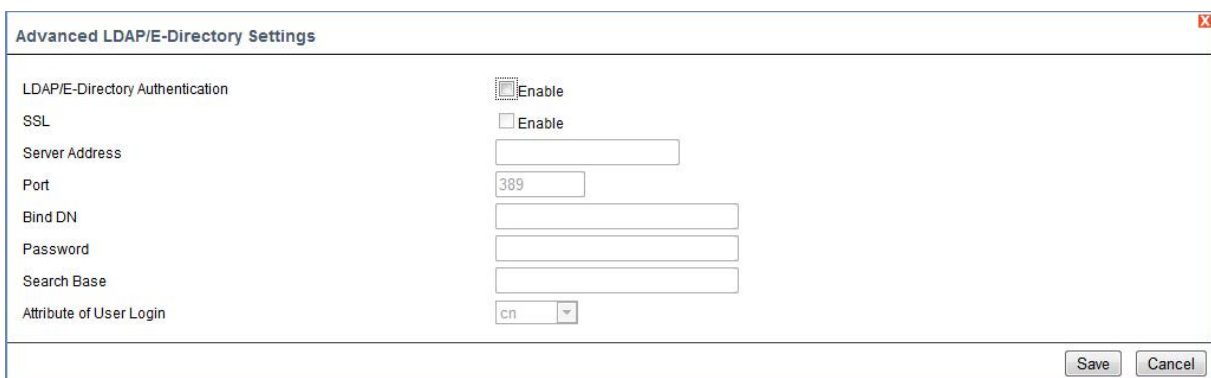 Advanced LDAP/E-Directory Settings
X
LDAP/E-Directory Authentication Enable
SSL Enable
Server Address
Port 389
Bind DN
Password
Search Base
Attribute of User Login cn
Save Cancel